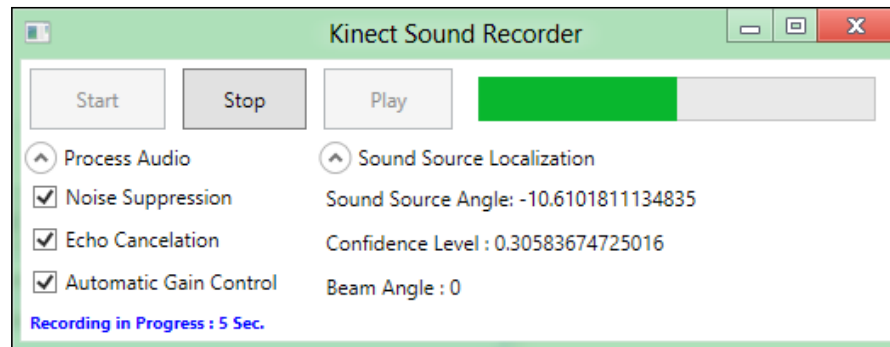 Kinect Sound Recorder
Start Stop Play
Process Audio Sound Source Localization
Noise Suppression Sound Source Angle: -10.6101811134835
Echo Cancelation Confidence Level : 0.30583674725016
Automatic Gain Control Beam Angle : 0
Recording in Progress : 5 Sec.